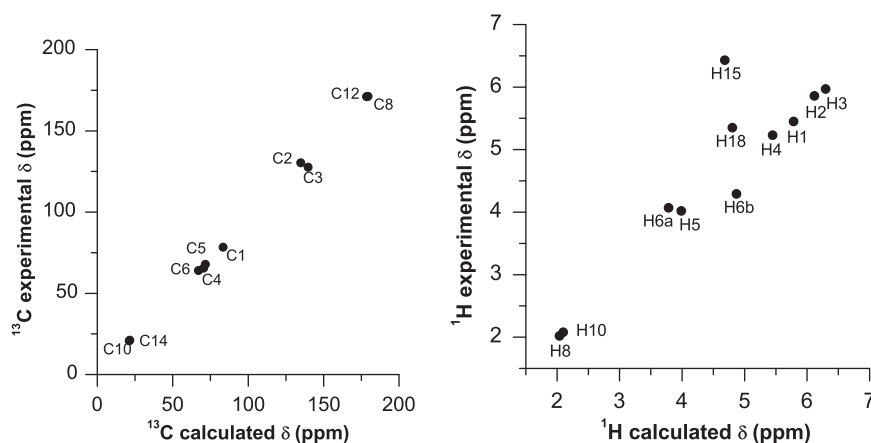 200
150
100
50
0
¹³C experimental δ (ppm)
C12
C8
C2
C3
C5
C1
C6
C4
C10
C14
0
50
100
150
200
¹³C calculated δ (ppm)
7
6
5
4
3
2
¹H experimental δ (ppm)
H15
H3
H2
H1
H18
H4
H6b
H6a
H5
H10
H8
2
3
4
5
6
7
¹H calculated δ (ppm)